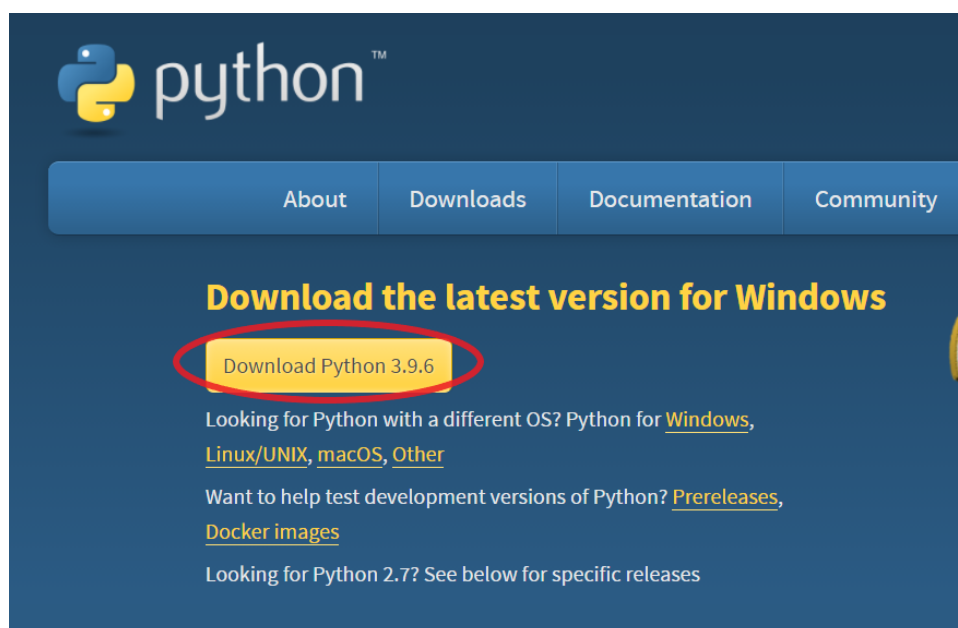 python™
About Downloads Documentation Community
Download the latest version for Windows
Download Python 3.9.6
Looking for Python with a different OS? Python for Windows,
Linux/UNIX, macOS, Other
Want to help test development versions of Python? Prereleases,
Docker images
Looking for Python 2.7? See below for specific releases